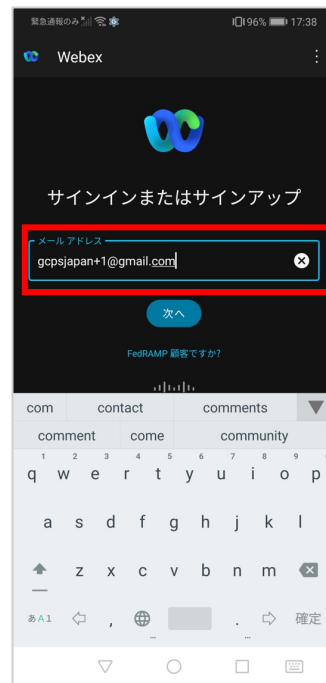 緊急通報のみ 96% 17:38
Webex
サインインまたはサインアップ
メール アドレス
gcpsjapan+1@gmail.com
次へ
FedRAMP 顧客ですか?
com contact comments
comment come community
1 2 3 4 5 6 7 8 9
q w e r t y u i o p
a s d f g h j k l
z x c v b n m
あA1 , ... . ... 確定